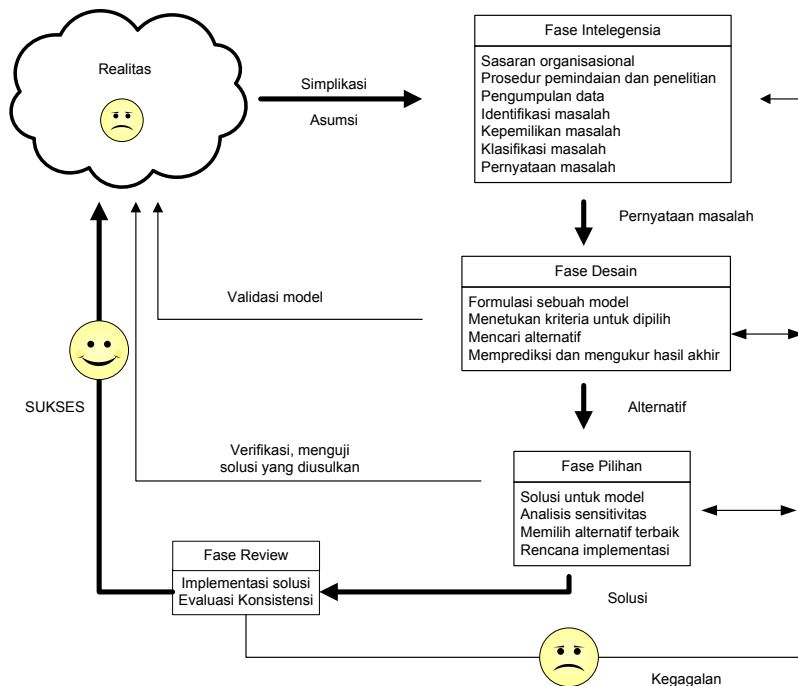 Realitas
Simplikasi
Asumsi
Fase Intelegensia
Sasaran organisasional
Prosedur pemindaian dan penelitian
Pengumpulan data
Identifikasi masalah
Kepemilikan masalah
Klasifikasi masalah
Pernyataan masalah
Pernyataan masalah
Fase Desain
Formulasi sebuah model
Menetukan kriteria untuk dipilih
Mencari alternatif
Memprediksi dan mengukur hasil akhir
Validasi model
SUKSES
Alternatif
Verifikasi, menguji
solusi yang diusulkan
Fase Pilihan
Solusi untuk model
Analisis sensitivitas
Memilih alternatif terbaik
Rencana implementasi
Fase Review
Implementasi solusi
Evaluasi Konsistensi
Solusi
Kegagalan